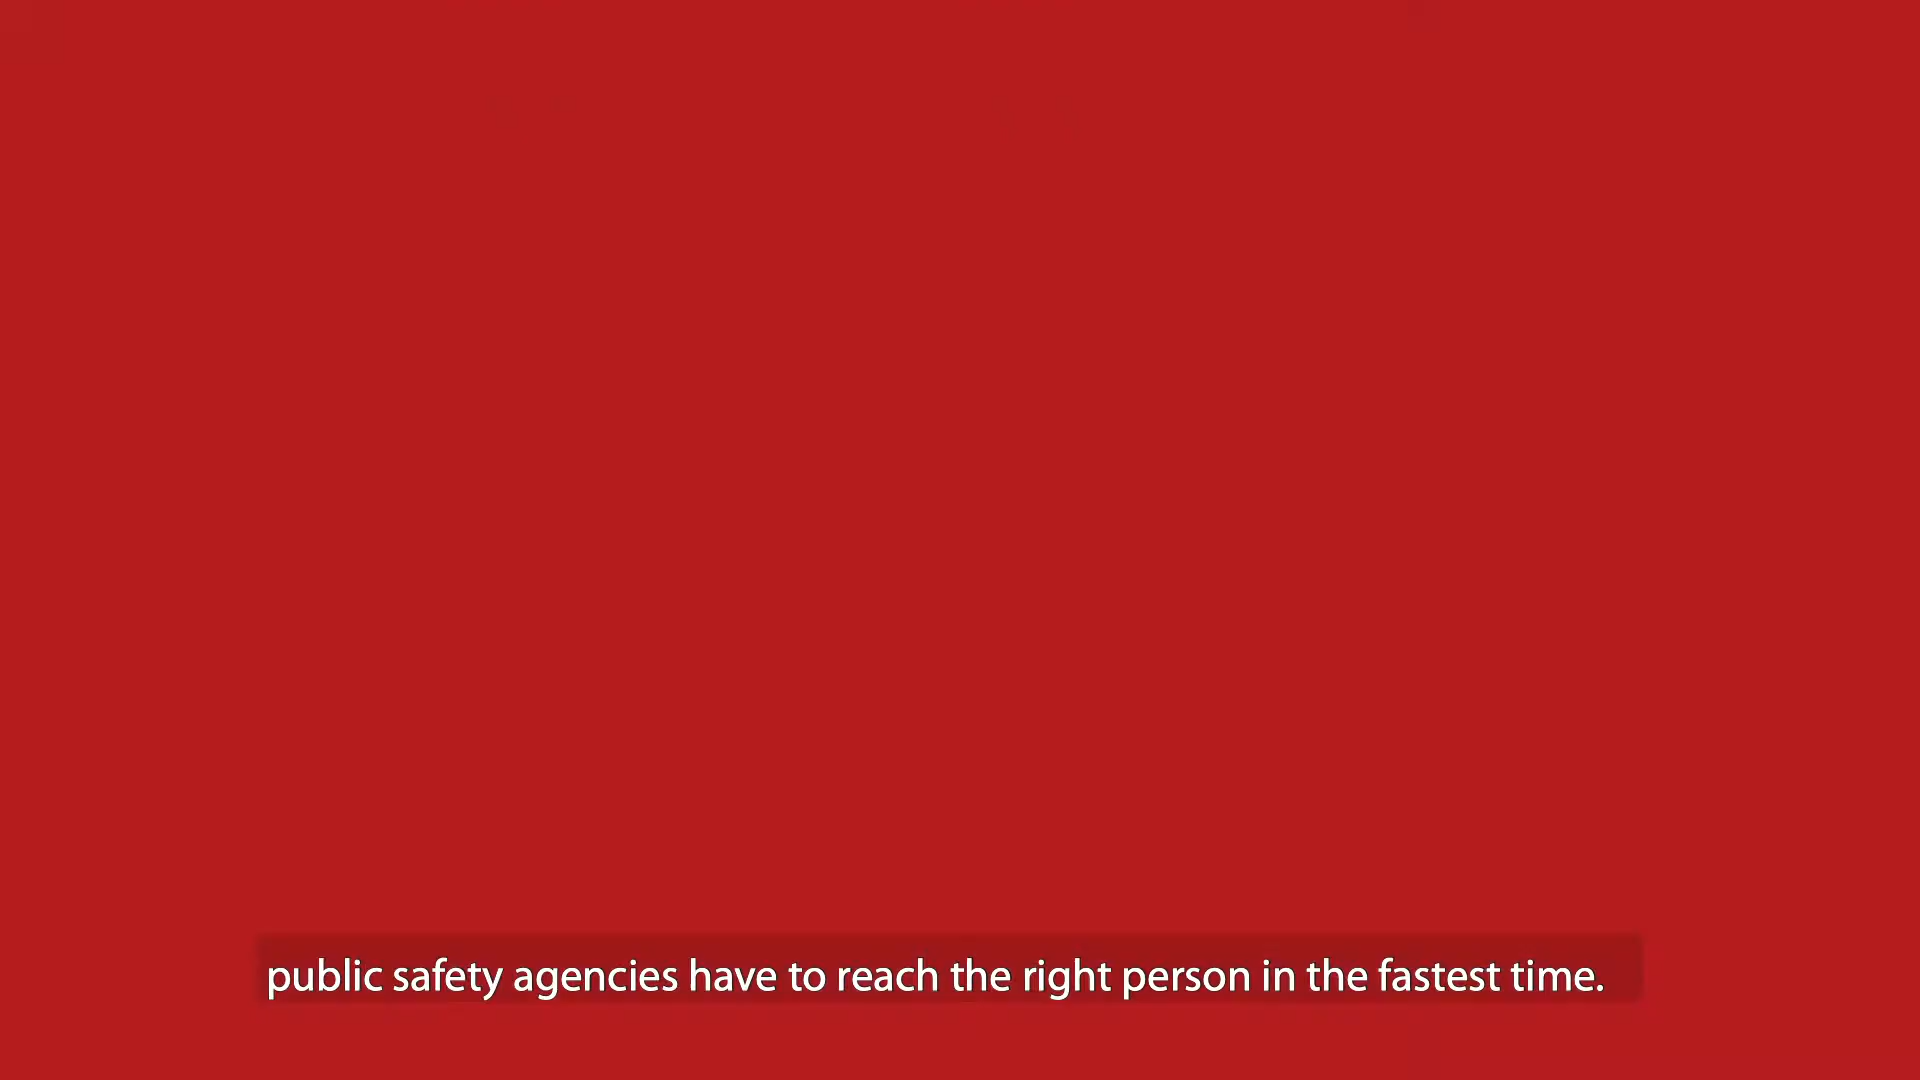 public safety agencies have to reach the right person in the fastest time.